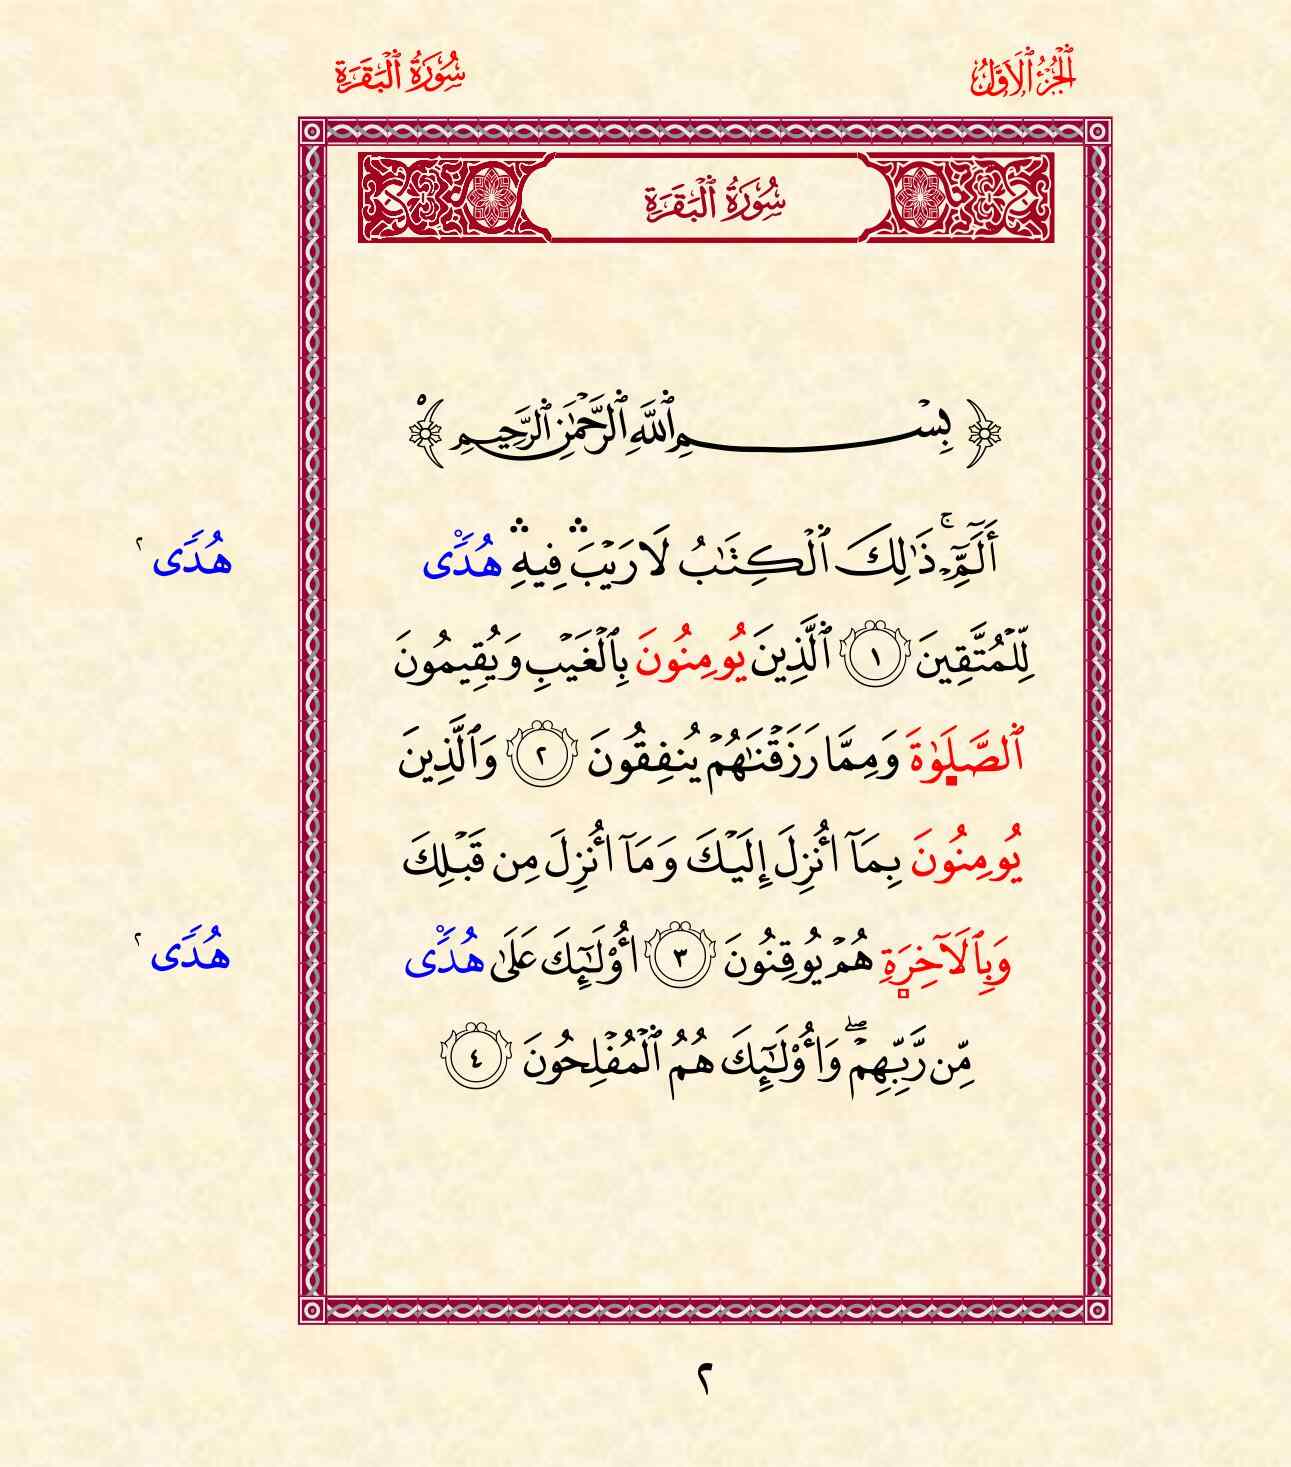 ٱلْجُزْءُ ٱلْأَوَّلُ
سُورَةُ ٱلْبَقَرَةِ
سُورَةُ ٱلْبَقَرَةِ
﴿ بِسْمِ ٱللَّهِ ٱلرَّحْمَٰنِ ٱلرَّحِيمِ ﴾
أَلَٓمِّٓۚ ذَٰلِكَ ٱلْكِتَٰبُ لَا رَيْبَۛ فِيهِۛ هُدٗى
هُدَٗى ٢
لِّلْمُتَّقِينَ ١ ٱلَّذِينَ يُومِنُونَ بِٱلْغَيْبِ وَيُقِيمُونَ
ٱلصَّلَوٰةَ وَمِمَّا رَزَقْنَٰهُمْ يُنفِقُونَ ٢ وَٱلَّذِينَ
يُومِنُونَ بِمَآ أُنزِلَ إِلَيْكَ وَمَآ أُنزِلَ مِن قَبْلِكَ
وَبِٱلَاخِرَةِ هُمْ يُوقِنُونَ ٣ أُوْلَٰٓئِكَ عَلَىٰ هُدٗى
هُدَٗى ٢
مِّن رَّبِّهِمْۖ وَأُوْلَٰٓئِكَ هُمُ ٱلْمُفْلِحُونَ ٤
٢